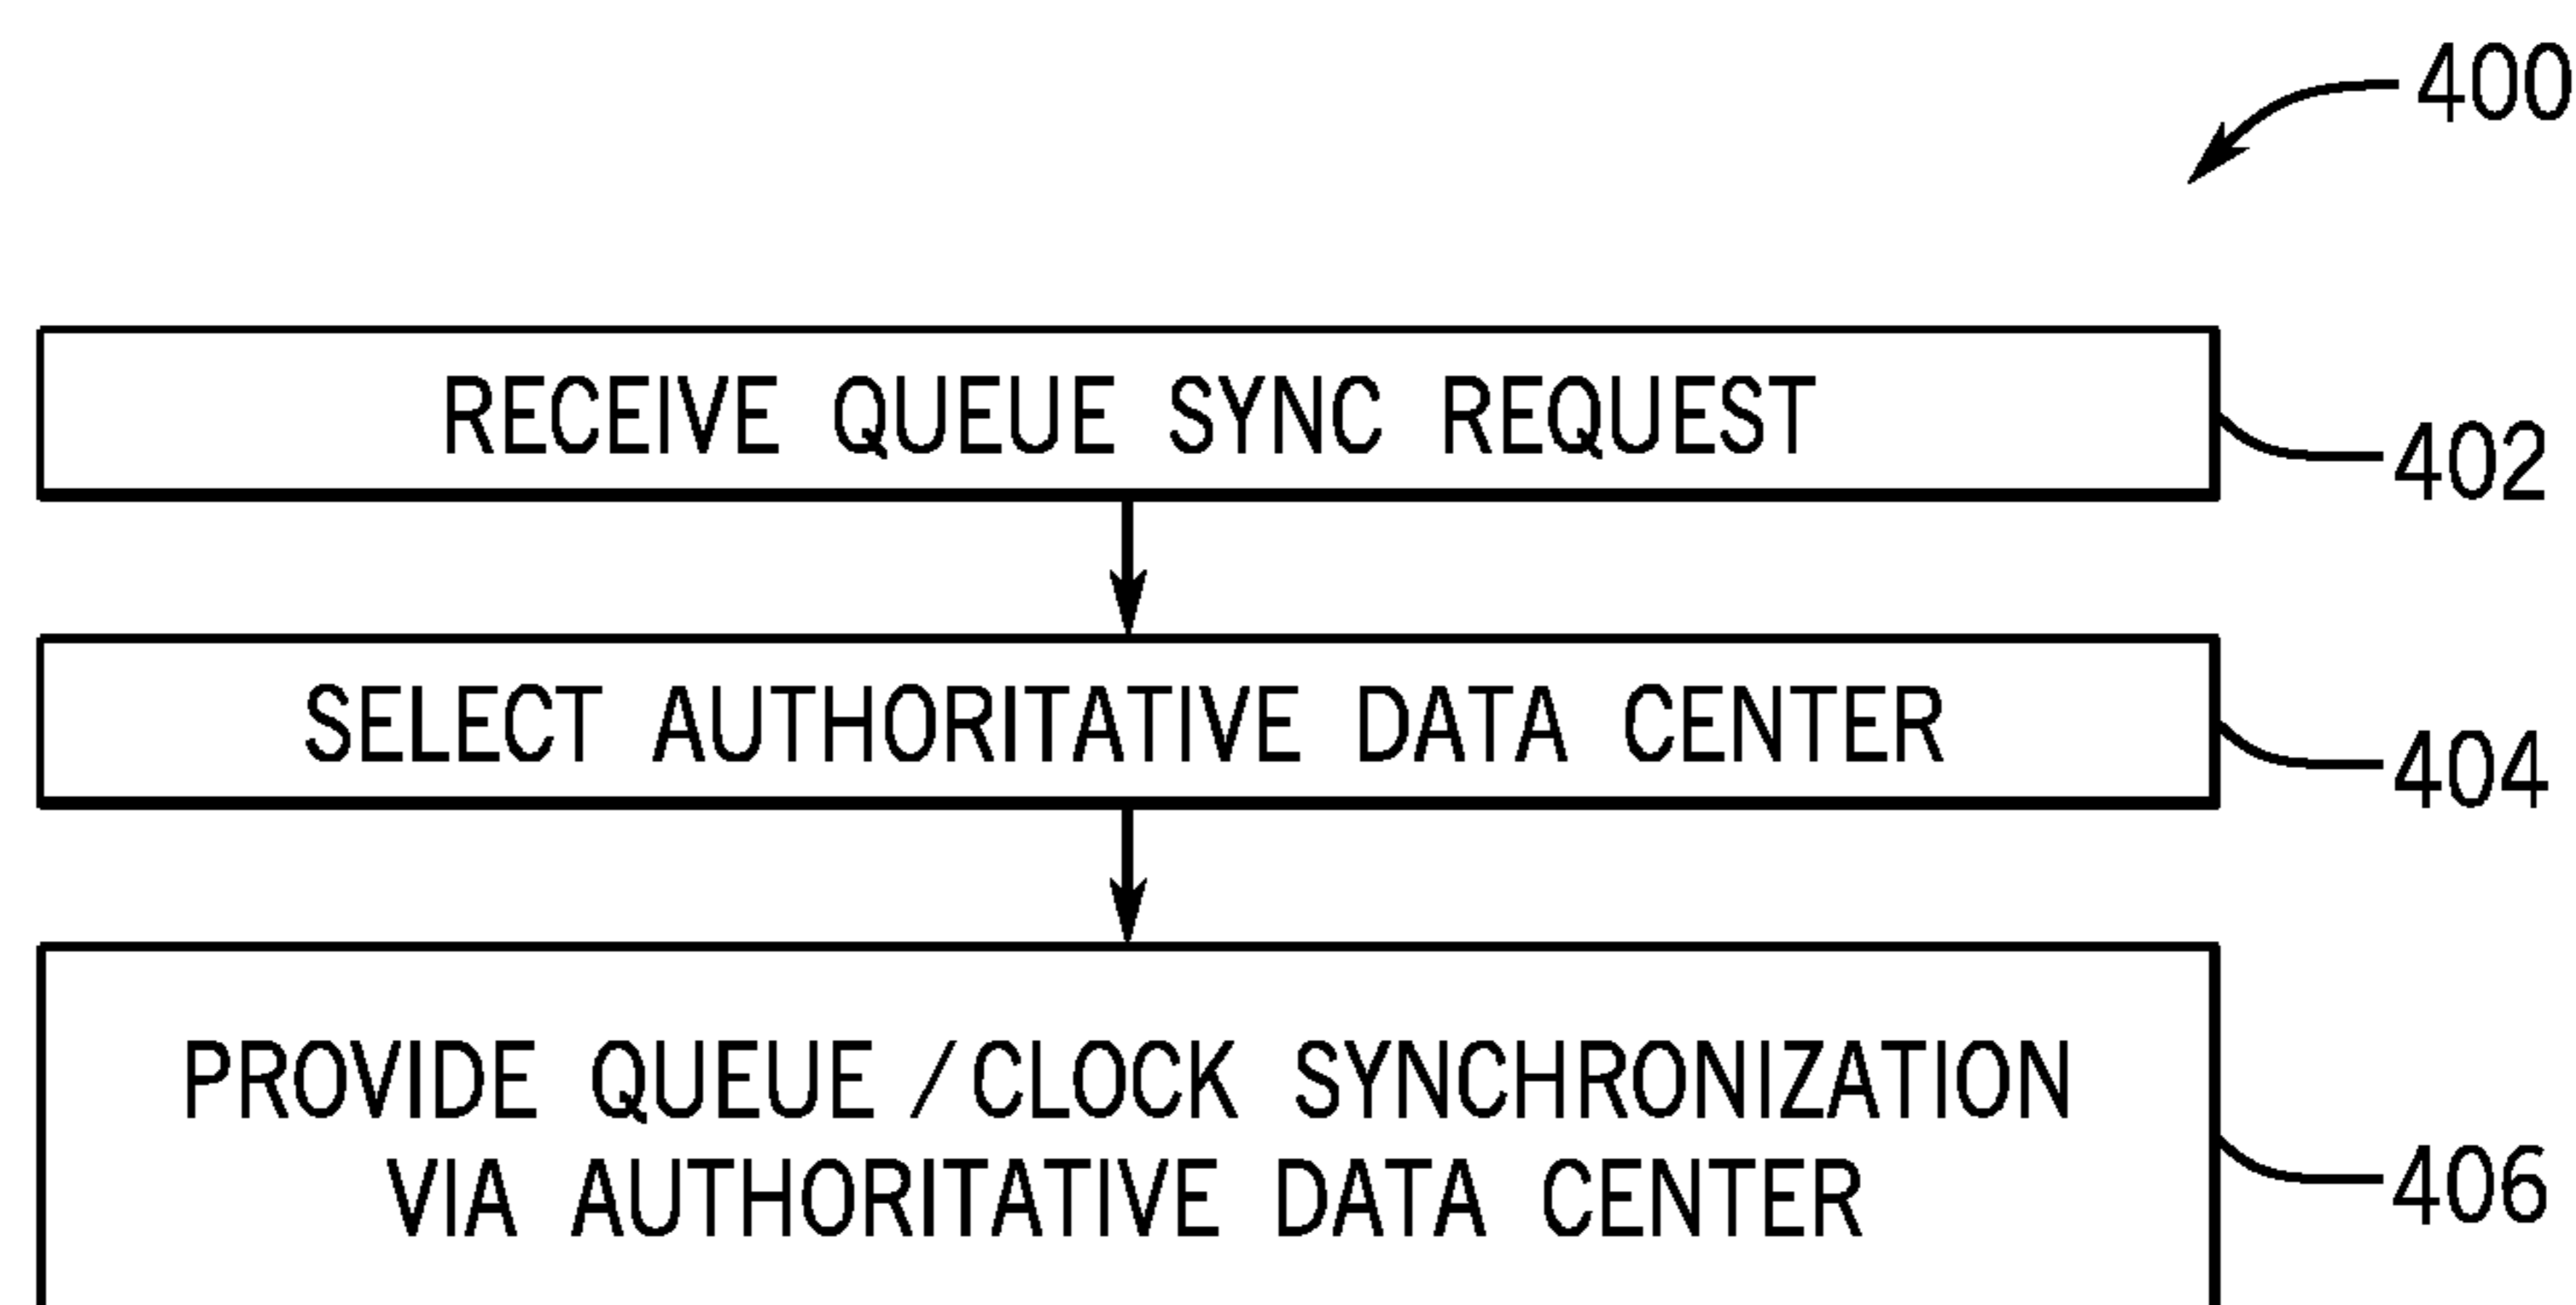 400
RECEIVE QUEUE SYNC REQUEST
402
SELECT AUTHORITATIVE DATA CENTER
404
PROVIDE QUEUE/CLOCK SYNCHRONIZATION
VIA AUTHORITATIVE DATA CENTER
406